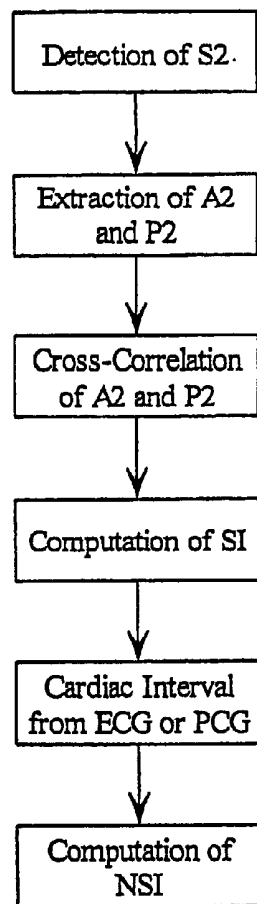 Detection of S2.
Extraction of A2
and P2
Cross-Correlation
of A2 and P2
Computation of SI
Cardiac Interval
from ECG or PCG
Computation of
NSI